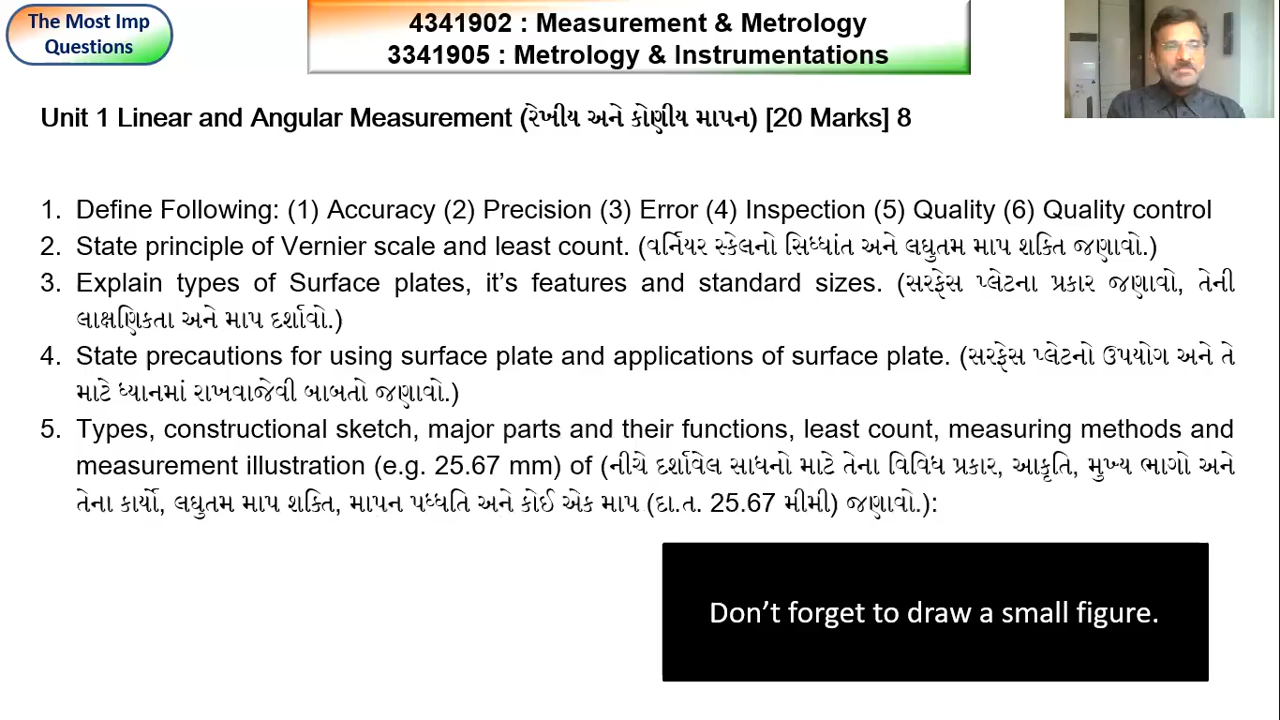 The Most Imp
Questions
4341902 : Measurement & Metrology
3341905 : Metrology & Instrumentations
Unit 1 Linear and Angular Measurement (રેખીય અને કોણીય માપન) [20 Marks] 8
1. Define Following: (1) Accuracy (2) Precision (3) Error (4) Inspection (5) Quality (6) Quality control
2. State principle of Vernier scale and least count. (વર્નિયર સ્કેલનો સિધ્ધાંત અને લઘુતમ માપ શક્તિ જણાવો.)
3. Explain types of Surface plates, it's features and standard sizes. (સરફેસ પ્લેટના પ્રકાર જણાવો, તેની
લાક્ષણિકતા અને માપ દર્શાવો.)
4. State precautions for using surface plate and applications of surface plate. (સરફેસ પ્લેટનો ઉપયોગ અને તે
માટે ધ્યાનમાં રાખવાજેવી બાબતો જણાવો.)
5. Types, constructional sketch, major parts and their functions, least count, measuring methods and
measurement illustration (e.g. 25.67 mm) of (નીચે દર્શાવેલ સાધનો માટે તેના વિવિધ પ્રકાર, આકૃતિ, મુખ્ય ભાગો અને
તેના કાર્યો, લઘુતમ માપ શક્તિ, માપન પધ્ધતિ અને કોઈ એક માપ (દા.ત. 25.67 મીમી) જણાવો.):
Don't forget to draw a small figure.